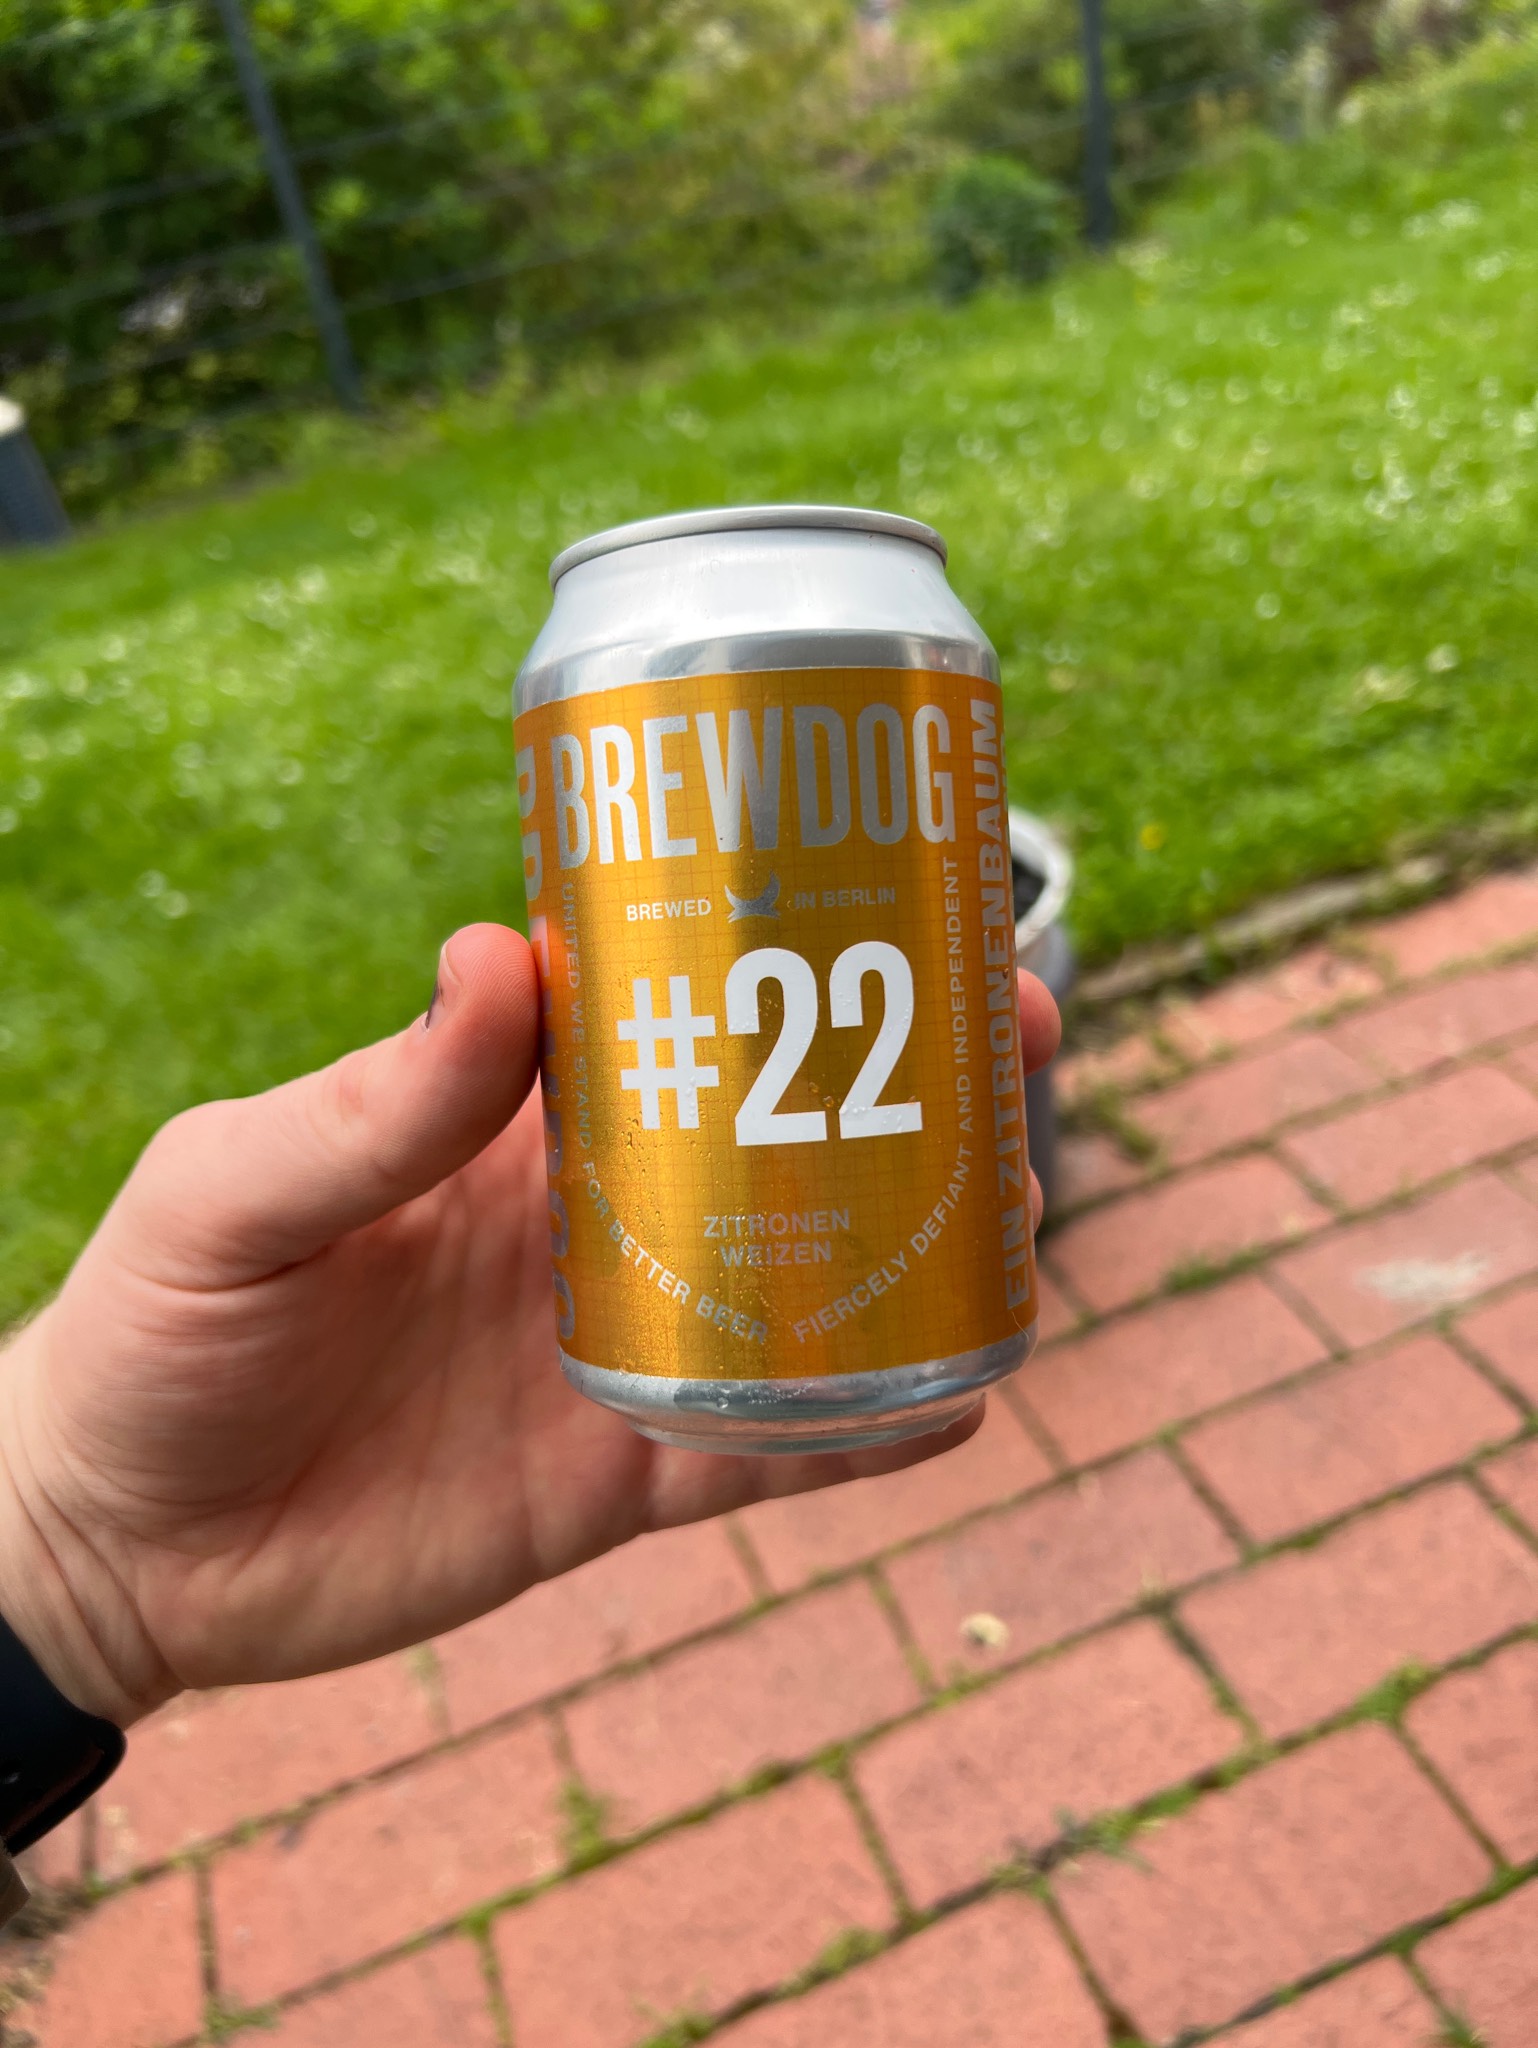 BREWDOG
BREWED IN BERLIN
#22
ZITRONEN
WEIZEN
UNITED WE STAND FOR BETTER BEER
FIERCELY DEFIANT AND INDEPENDENT
EIN ZITRONENBAUM